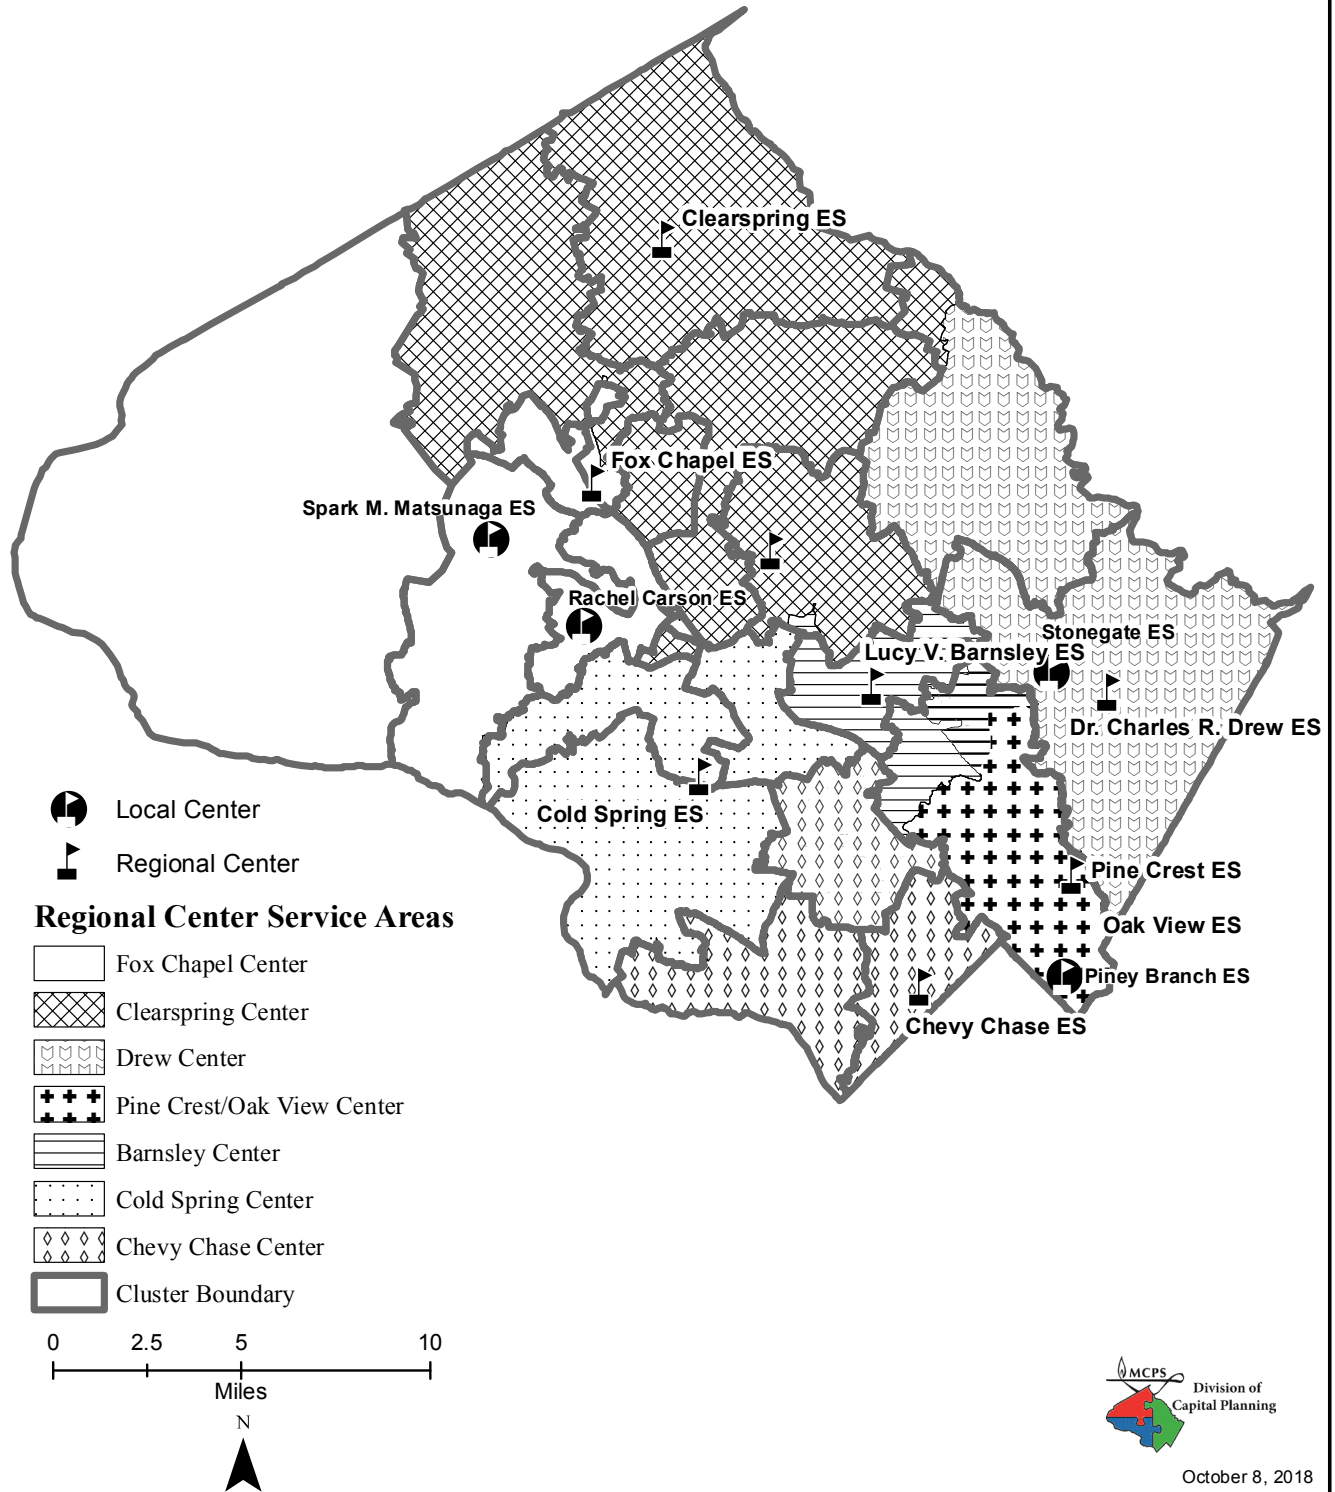 Clearspring ES
Fox Chapel ES
Spark M. Matsunaga ES
Rachel Carson ES
Stonegate ES
Lucy V. Barnsley ES
Dr. Charles R. Drew ES
Cold Spring ES
Pine Crest ES
Oak View ES
Piney Branch ES
Chevy Chase ES
Local Center
Regional Center
Regional Center Service Areas
Fox Chapel Center
Clearspring Center
Drew Center
Pine Crest/Oak View Center
Barnsley Center
Cold Spring Center
Chevy Chase Center
Cluster Boundary
0 2.5 5 10
Miles
N
MCPS
Division of
Capital Planning
October 8, 2018